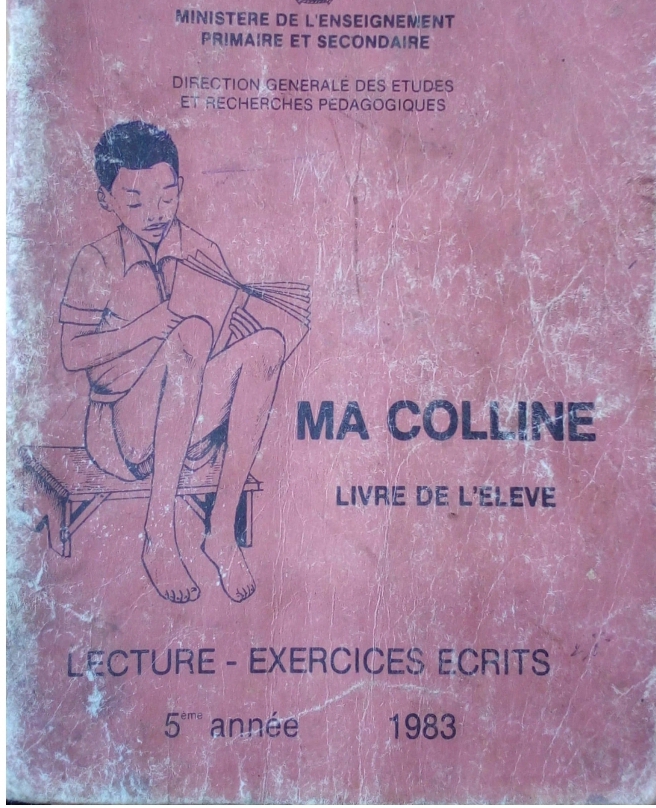 MINISTERE DE L'ENSEIGNEMENT
PRIMAIRE ET SECONDAIRE
DIRECTION GENERALE DES ETUDES
ET RECHERCHES PEDAGOGIQUES
MA COLLINE
LIVRE DE L'ELEVE
LECTURE - EXERCICES ECRITS
5ème année 1983